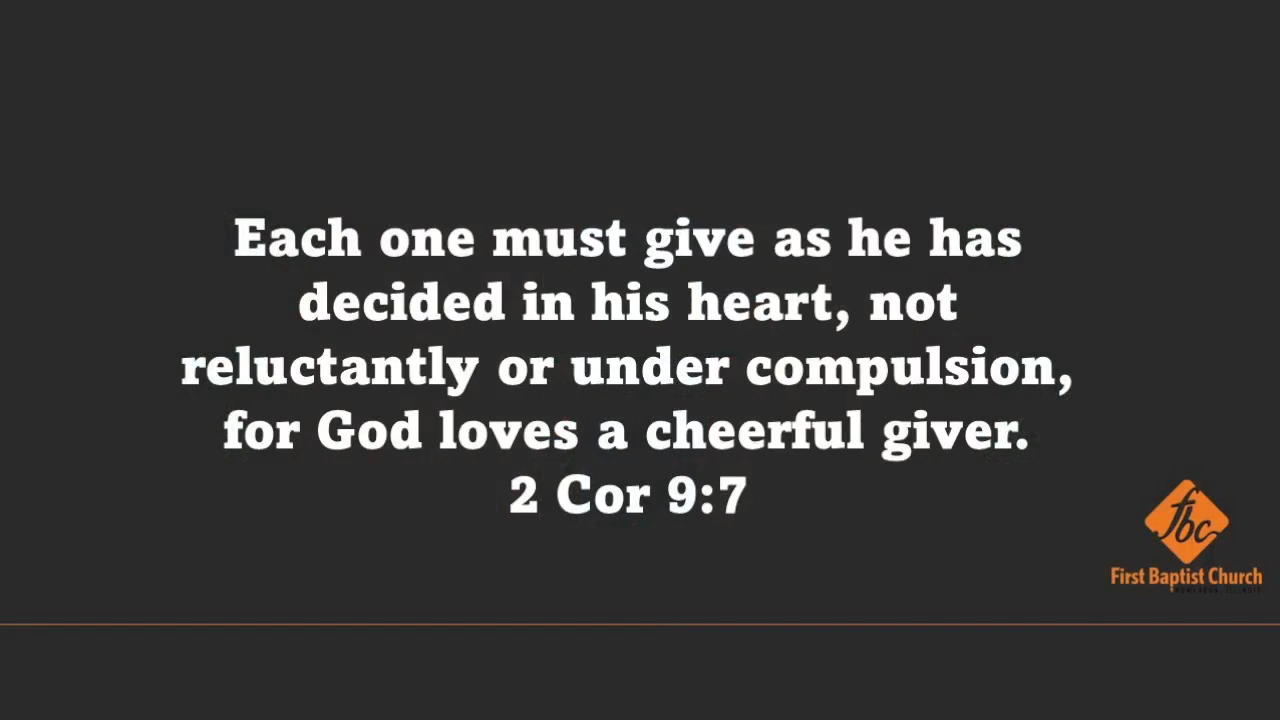 Each one must give as he has
decided in his heart, not
reluctantly or under compulsion,
for God loves a cheerful giver.
2 Cor 9:7
fbc
First Baptist Church